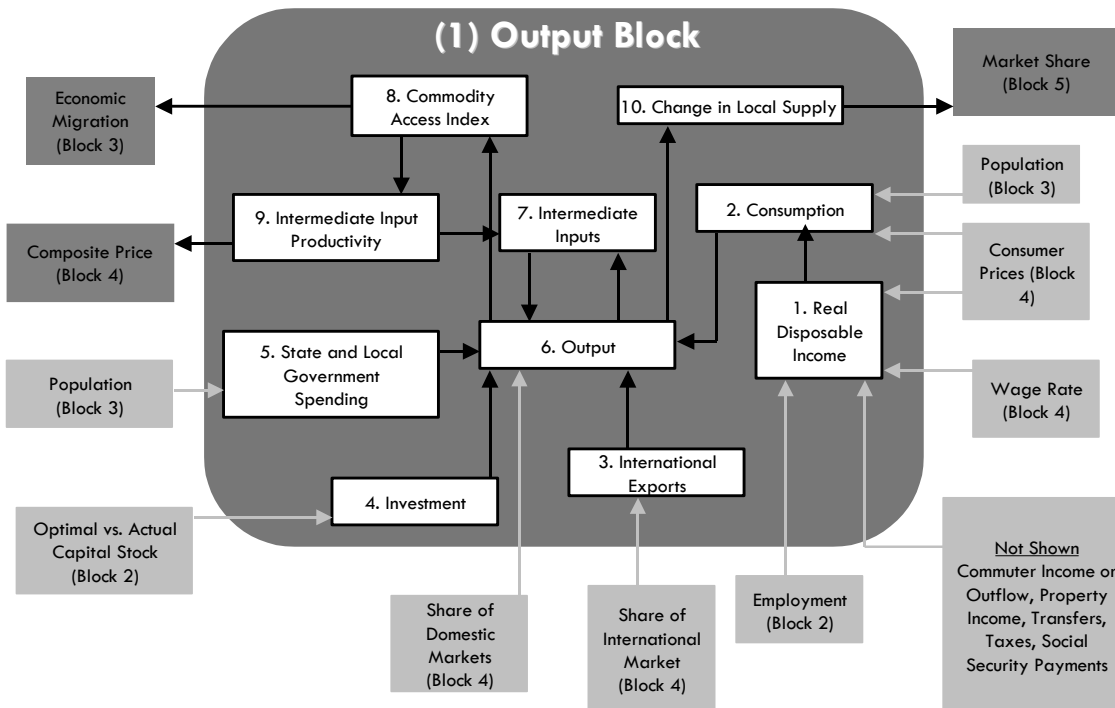 (1) Output Block
Market Share
(Block 5)
Economic
Migration
(Block 3)
8. Commodity
Access Index
10. Change in Local Supply
Population
(Block 3)
9. Intermediate Input
Productivity
7. Intermediate
Inputs
2. Consumption
Composite Price
(Block 4)
Consumer
Prices (Block
4)
1. Real
Disposable
Income
6. Output
5. State and Local
Government
Spending
Population
(Block 3)
Wage Rate
(Block 4)
3. International
Exports
4. Investment
Optimal vs. Actual
Capital Stock
(Block 2)
Share of
Domestic
Markets
(Block 4)
Share of
International
Market
(Block 4)
Employment
(Block 2)
Not Shown
Commuter Income or
Outflow, Property
Income, Transfers,
Taxes, Social
Security Payments